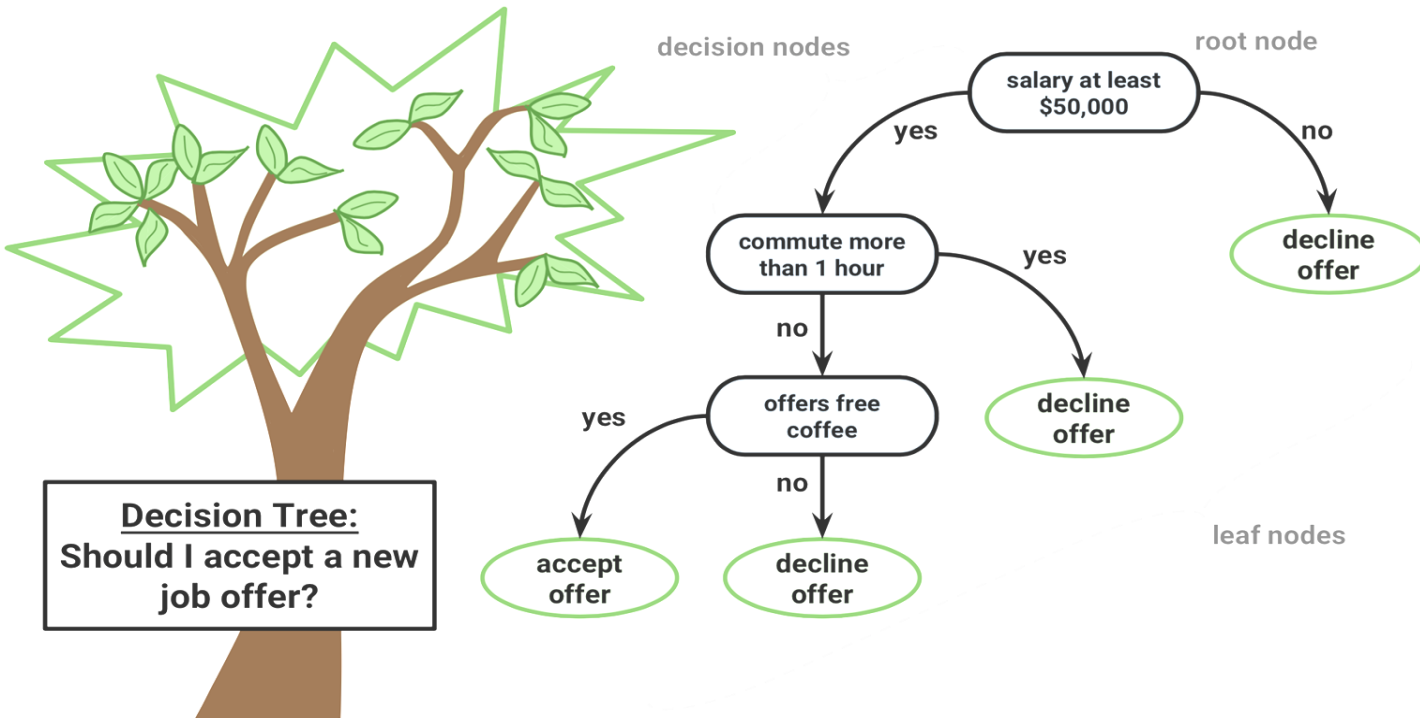 decision nodes
root node
salary at least
$50,000
yes
no
commute more
than 1 hour
decline
offer
yes
no
offers free
coffee
decline
offer
yes
no
Decision Tree:
Should I accept a new
job offer?
accept
offer
decline
offer
leaf nodes